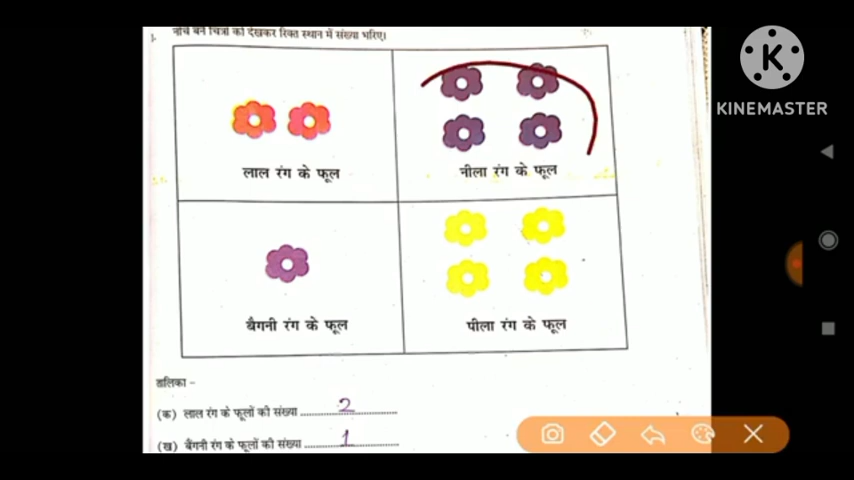 नीचे बने चित्रों को देखकर रिक्त स्थान में संख्या भरिए।
KINEMASTER
लाल रंग के फूल
नीला रंग के फूल
बैगनी रंग के फूल
पीला रंग के फूल
तालिका –
(क) लाल रंग के फूलों की संख्या 2
(ख) बैंगनी रंग के फूलों की संख्या 1